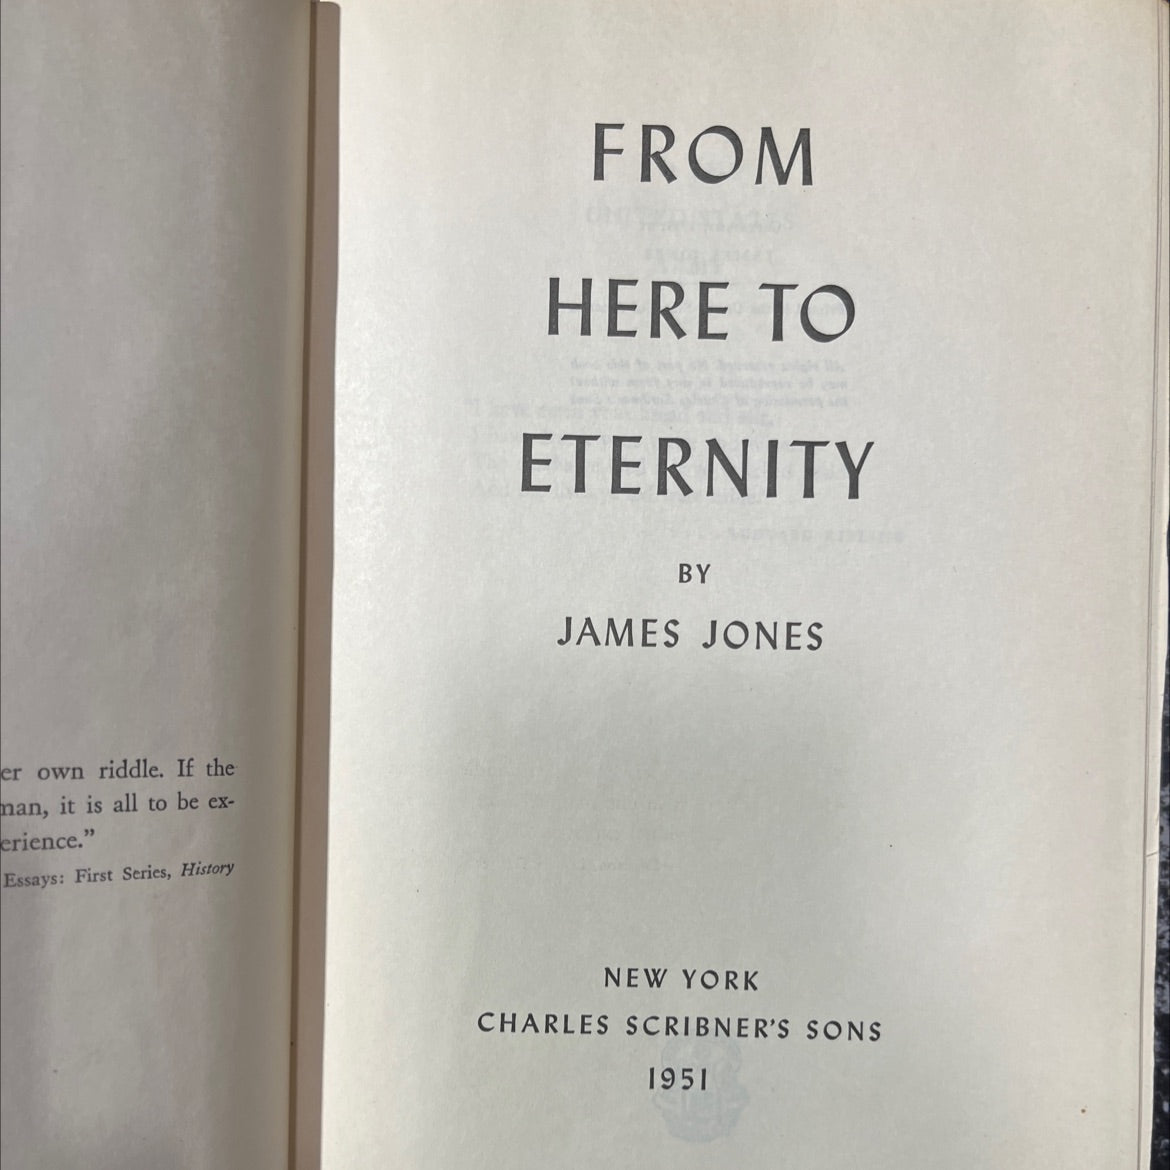 er own riddle. If the
man, it is all to be ex-
erience.”
Essays: First Series, History
FROM
HERE TO
ETERNITY
BY
JAMES JONES
NEW YORK
CHARLES SCRIBNER’S SONS
1951